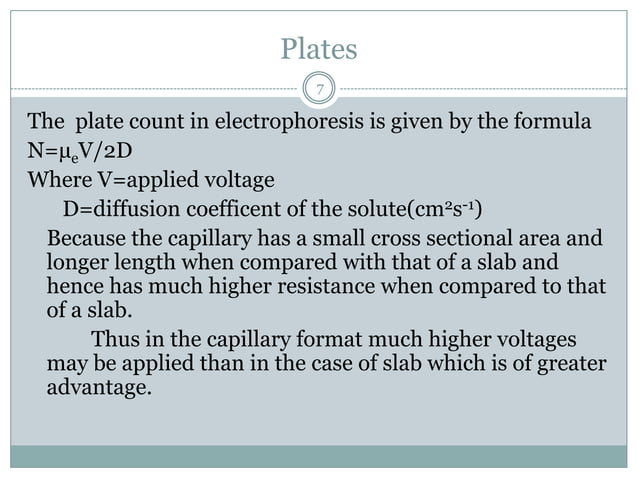 Plates
7
The  plate count in electrophoresis is given by the formula
N=µₑV/2D
Where V=applied voltage
D=diffusion coefficent of the solute(cm²s⁻¹)
Because the capillary has a small cross sectional area and
longer length when compared with that of a slab and
hence has much higher resistance when compared to that
of a slab.
Thus in the capillary format much higher voltages
may be applied than in the case of slab which is of greater
advantage.